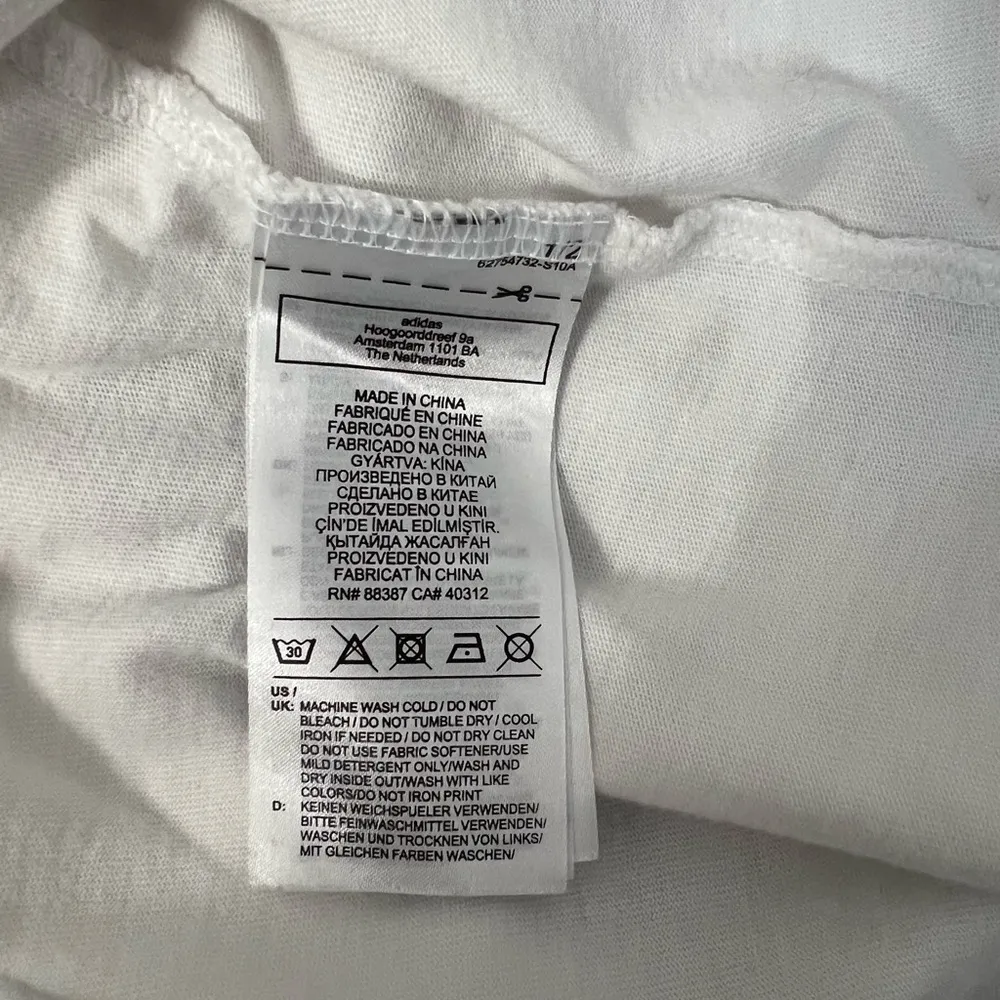 1/2
62754732-S10A
adidas
Hoogoorddreef 9a
Amsterdam 1101 BA
The Netherlands
MADE IN CHINA
FABRIQUÉ EN CHINE
FABRICADO EN CHINA
FABRICADO NA CHINA
GYÁRTVA: KÍNA
ПРОИЗВЕДЕНО В КИТАЙ
СДЕЛАНО В КИТАЕ
PROIZVEDENO U KINI
ÇİN'DE İMAL EDİLMİŞTİR.
ҚЫТАЙДА ЖАСАЛҒАН
PROIZVEDENO U KINI
FABRICAT ÎN CHINA
RN# 88387 CA# 40312
30
US /
UK: MACHINE WASH COLD / DO NOT
BLEACH / DO NOT TUMBLE DRY / COOL
IRON IF NEEDED / DO NOT DRY CLEAN
DO NOT USE FABRIC SOFTENER/USE
MILD DETERGENT ONLY/WASH AND
DRY INSIDE OUT/WASH WITH LIKE
COLORS/DO NOT IRON PRINT
D: KEINEN WEICHSPUELER VERWENDEN/
BITTE FEINWASCHMITTEL VERWENDEN/
WASCHEN UND TROCKNEN VON LINKS/
MIT GLEICHEN FARBEN WASCHEN/